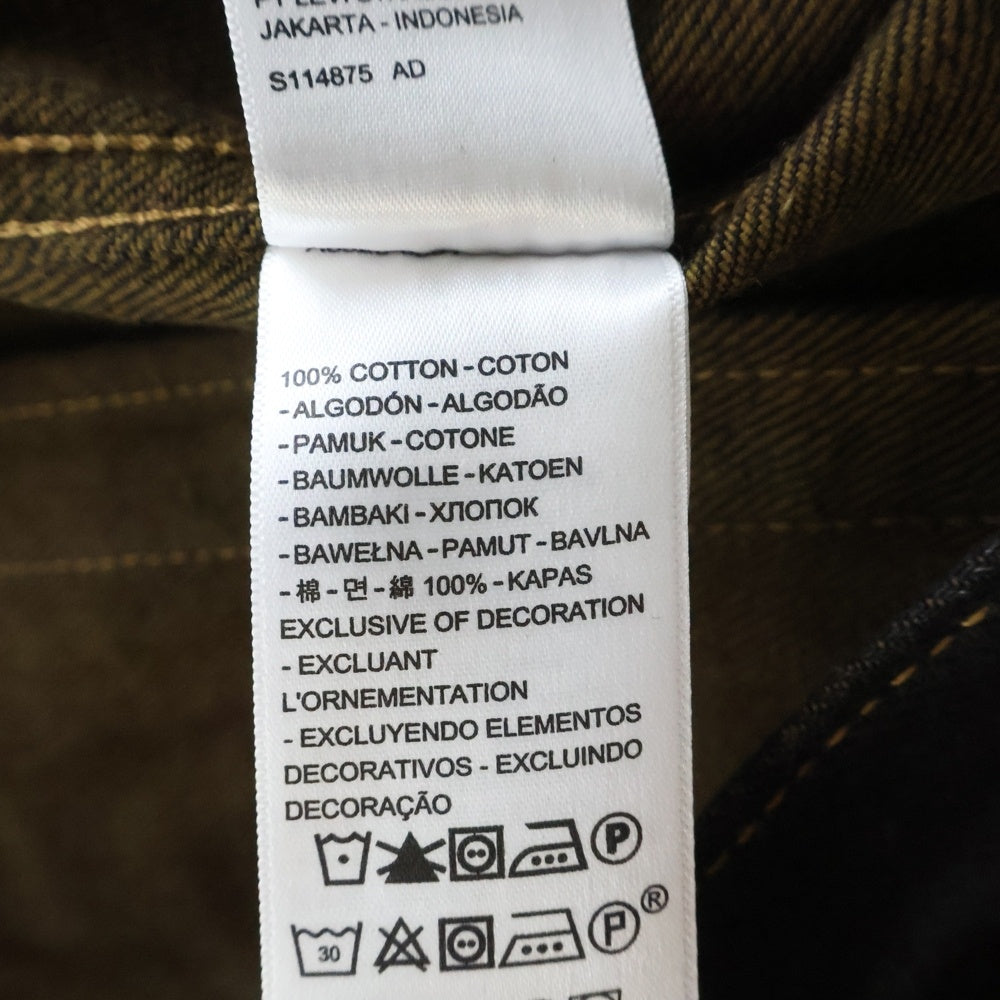 JAKARTA - INDONESIA
S114875 AD
100% COTTON - COTON
- ALGODÓN - ALGODÃO
- PAMUK - COTONE
- BAUMWOLLE - KATOEN
- BAMBAKI - ХЛОПОК
- BAWEŁNA - PAMUT - BAVLNA
- 棉 - 면 - 綿 100% - KAPAS
EXCLUSIVE OF DECORATION
- EXCLUANT
L'ORNEMENTATION
- EXCLUYENDO ELEMENTOS
DECORATIVOS - EXCLUINDO
DECORAÇÃO
P
30 P ®